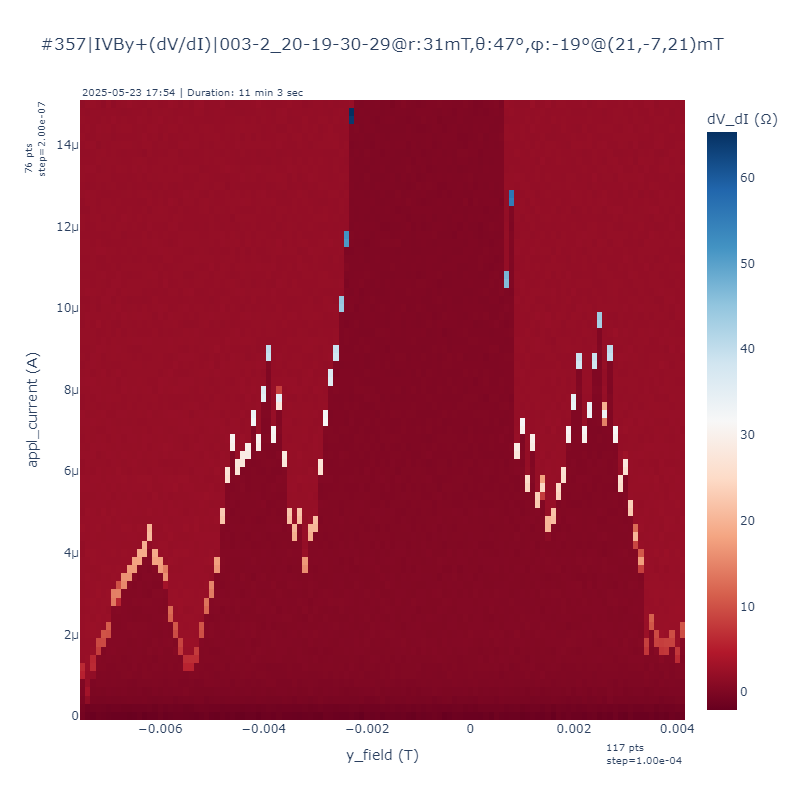 #357|IVBy+(dV/dI)|003-2_20-19-30-29@r:31mT,θ:47°,φ:-19°@(21,-7,21)mT
2025-05-23 17:54 | Duration: 11 min 3 sec
76 pts
step=2.00e-07
dV_dI (Ω)
14μ
12μ
10μ
8μ
6μ
4μ
2μ
0
appl_current (A)
60
50
40
30
20
10
0
−0.006
−0.004
−0.002
0
0.002
0.004
y_field (T)
117 pts
step=1.00e-04